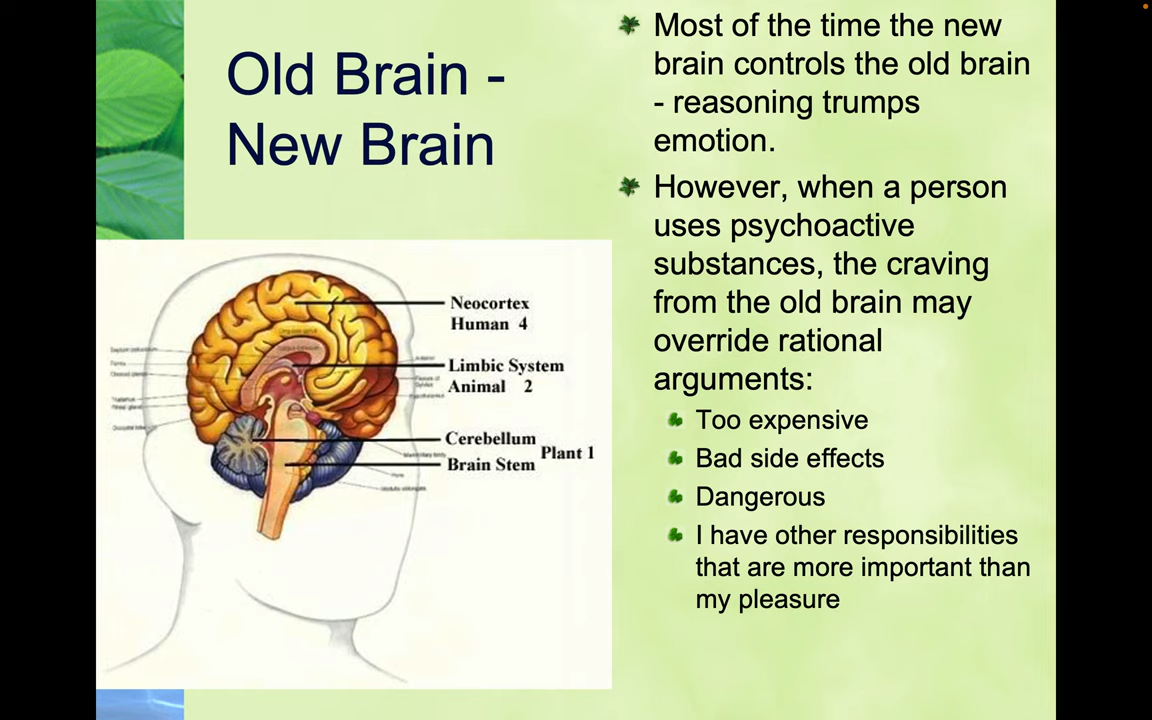 Old Brain -
New Brain
Most of the time the new
brain controls the old brain
- reasoning trumps
emotion.
However, when a person
uses psychoactive
substances, the craving
from the old brain may
override rational
arguments:
Too expensive
Bad side effects
Dangerous
I have other responsibilities
that are more important than
my pleasure
Neocortex
Human 4
Limbic System
Animal 2
Cerebellum
Plant 1
Brain Stem